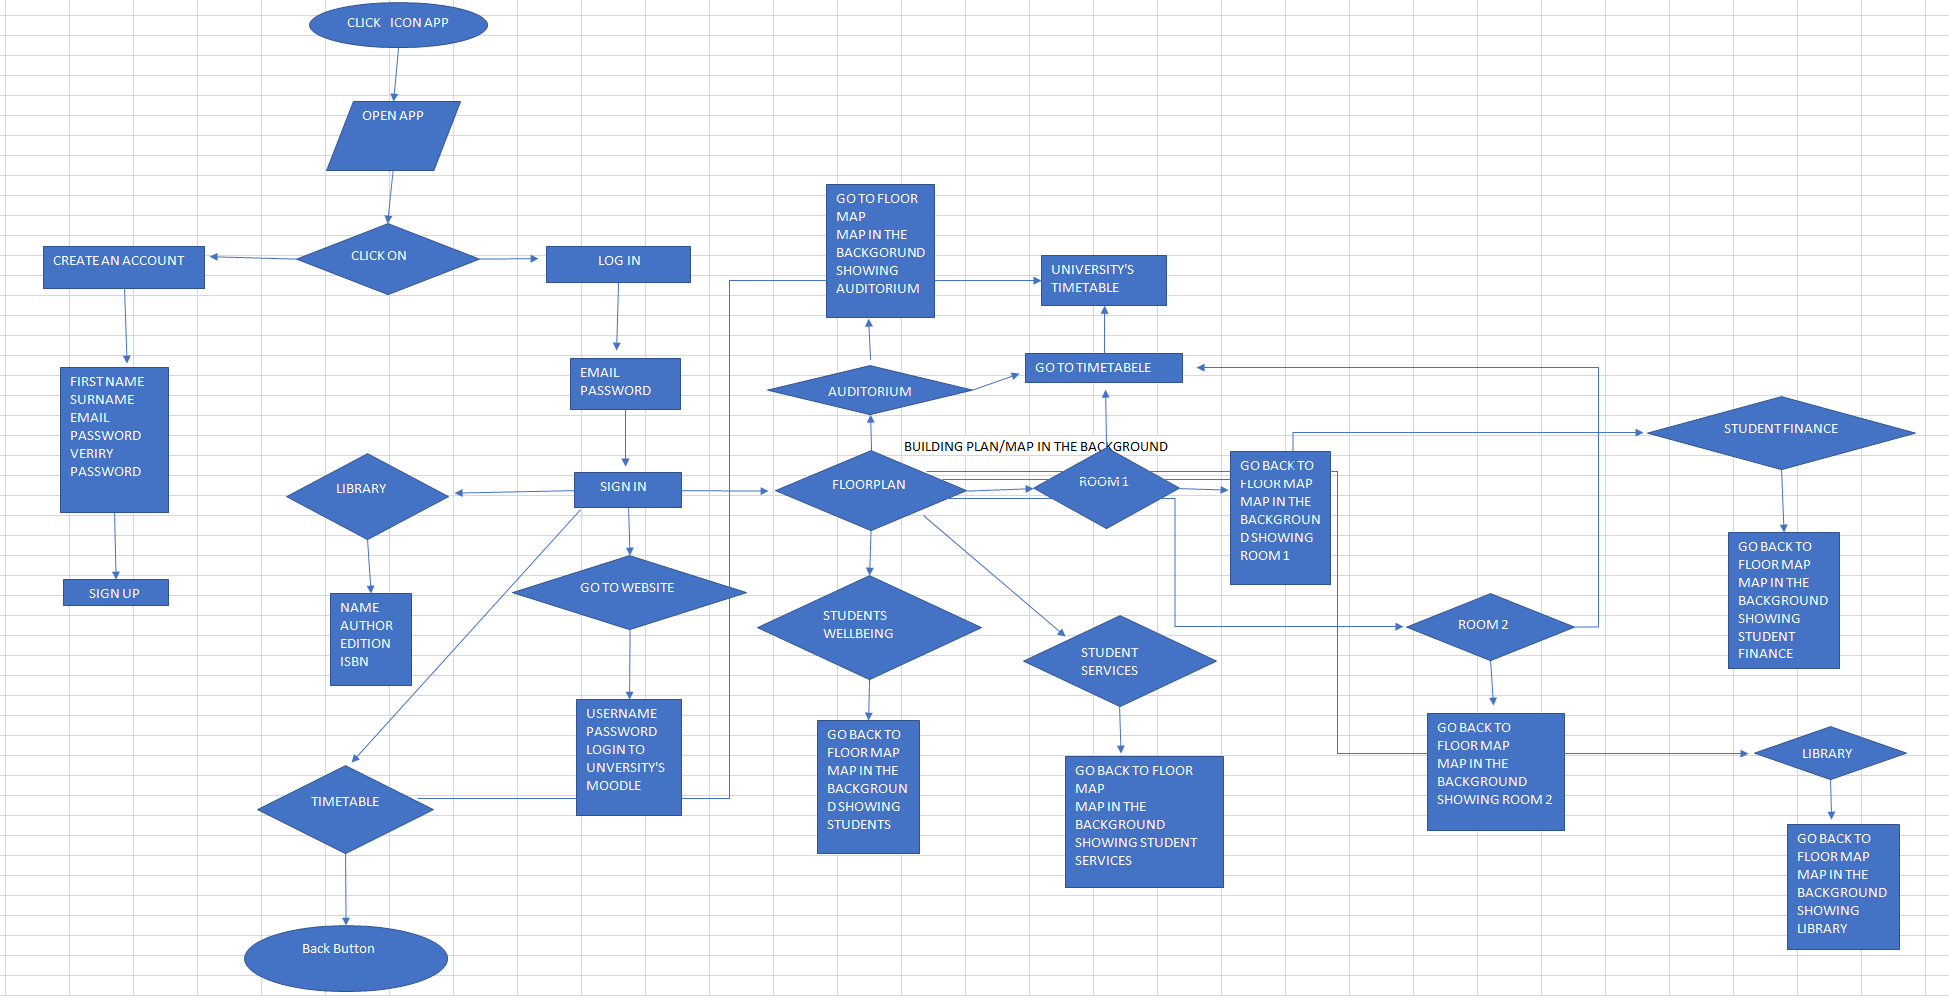 CLICK ICON APP
OPEN APP
CLICK ON
CREATE AN ACCOUNT
LOG IN
FIRST NAME
SURNAME
EMAIL
PASSWORD
VERIRY
PASSWORD
SIGN UP
EMAIL
PASSWORD
SIGN IN
LIBRARY
NAME
AUTHOR
EDITION
ISBN
GO TO WEBSITE
USERNAME
PASSWORD
LOGIN TO
UNVERSITY'S
MOODLE
TIMETABLE
Back Button
GO TO FLOOR
MAP
MAP IN THE
BACKGORUND
SHOWING
AUDITORIUM
UNIVERSITY'S
TIMETABLE
AUDITORIUM
GO TO TIMETABELE
BUILDING PLAN/MAP IN THE BACKGROUND
FLOORPLAN
ROOM 1
GO BACK TO
FLOOR MAP
MAP IN THE
BACKGROUN
D SHOWING
ROOM 1
STUDENTS
WELLBEING
GO BACK TO
FLOOR MAP
MAP IN THE
BACKGROUN
D SHOWING
STUDENTS
STUDENT
SERVICES
GO BACK TO FLOOR
MAP
MAP IN THE
BACKGROUND
SHOWING STUDENT
SERVICES
ROOM 2
GO BACK TO
FLOOR MAP
MAP IN THE
BACKGROUND
SHOWING ROOM 2
STUDENT FINANCE
GO BACK TO
FLOOR MAP
MAP IN THE
BACKGROUND
SHOWING
STUDENT
FINANCE
LIBRARY
GO BACK TO
FLOOR MAP
MAP IN THE
BACKGROUND
SHOWING
LIBRARY